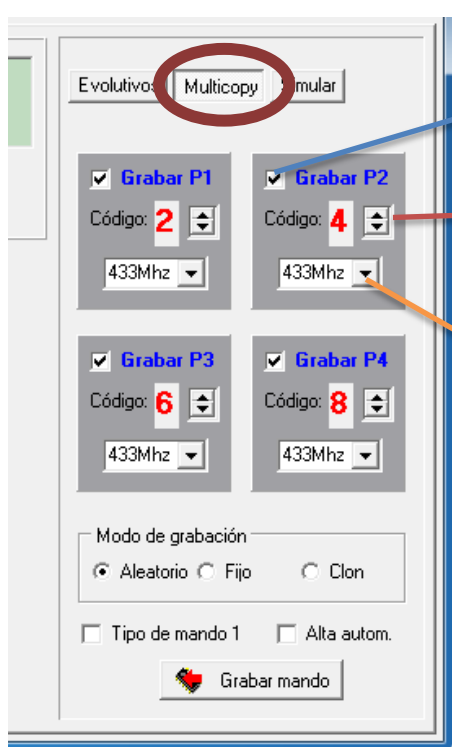 Evolutivos Multicopy Simular
Grabar P1 Grabar P2
Código: 2 Código: 4
433Mhz 433Mhz
Grabar P3 Grabar P4
Código: 6 Código: 8
433Mhz 433Mhz
Modo de grabación
Aleatorio Fijo Clon
Tipo de mando 1 Alta autom.
Grabar mando